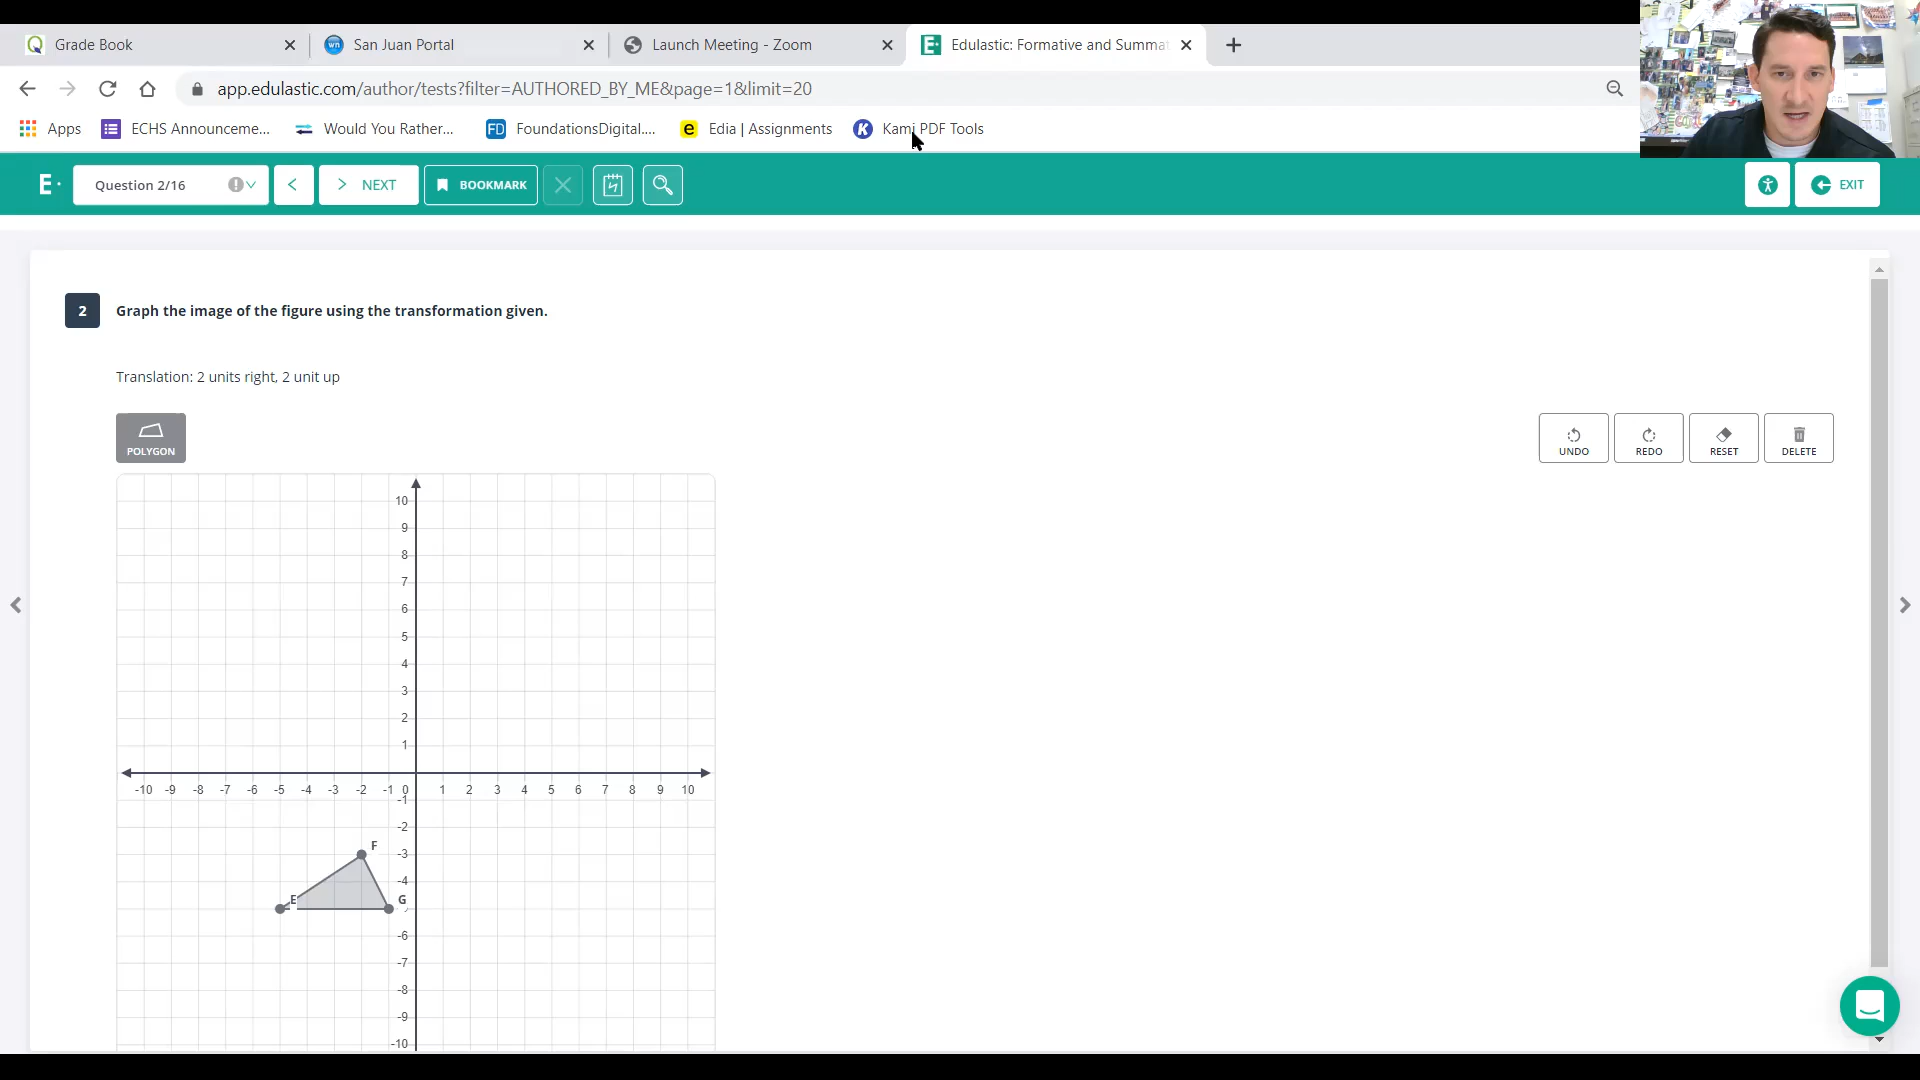 Grade Book
San Juan Portal
Launch Meeting - Zoom
Edulastic: Formative and Summat
app.edulastic.com/author/tests?filter=AUTHORED_BY_ME&page=1&limit=20
Apps ECHS Announceme... Would You Rather... FD FoundationsDigital.... e Edia | Assignments K Kami PDF Tools
E Question 2/16 NEXT BOOKMARK EXIT
2 Graph the image of the figure using the transformation given.
Translation: 2 units right, 2 unit up
POLYGON UNDO REDO RESET DELETE
10
9
8
7
6
5
4
3
2
1
-10 -9 -8 -7 -6 -5 -4 -3 -2 -1 0 1 2 3 4 5 6 7 8 9 10
-1
-2
F
-3
-4
E G
-6
-7
-8
-9
-10